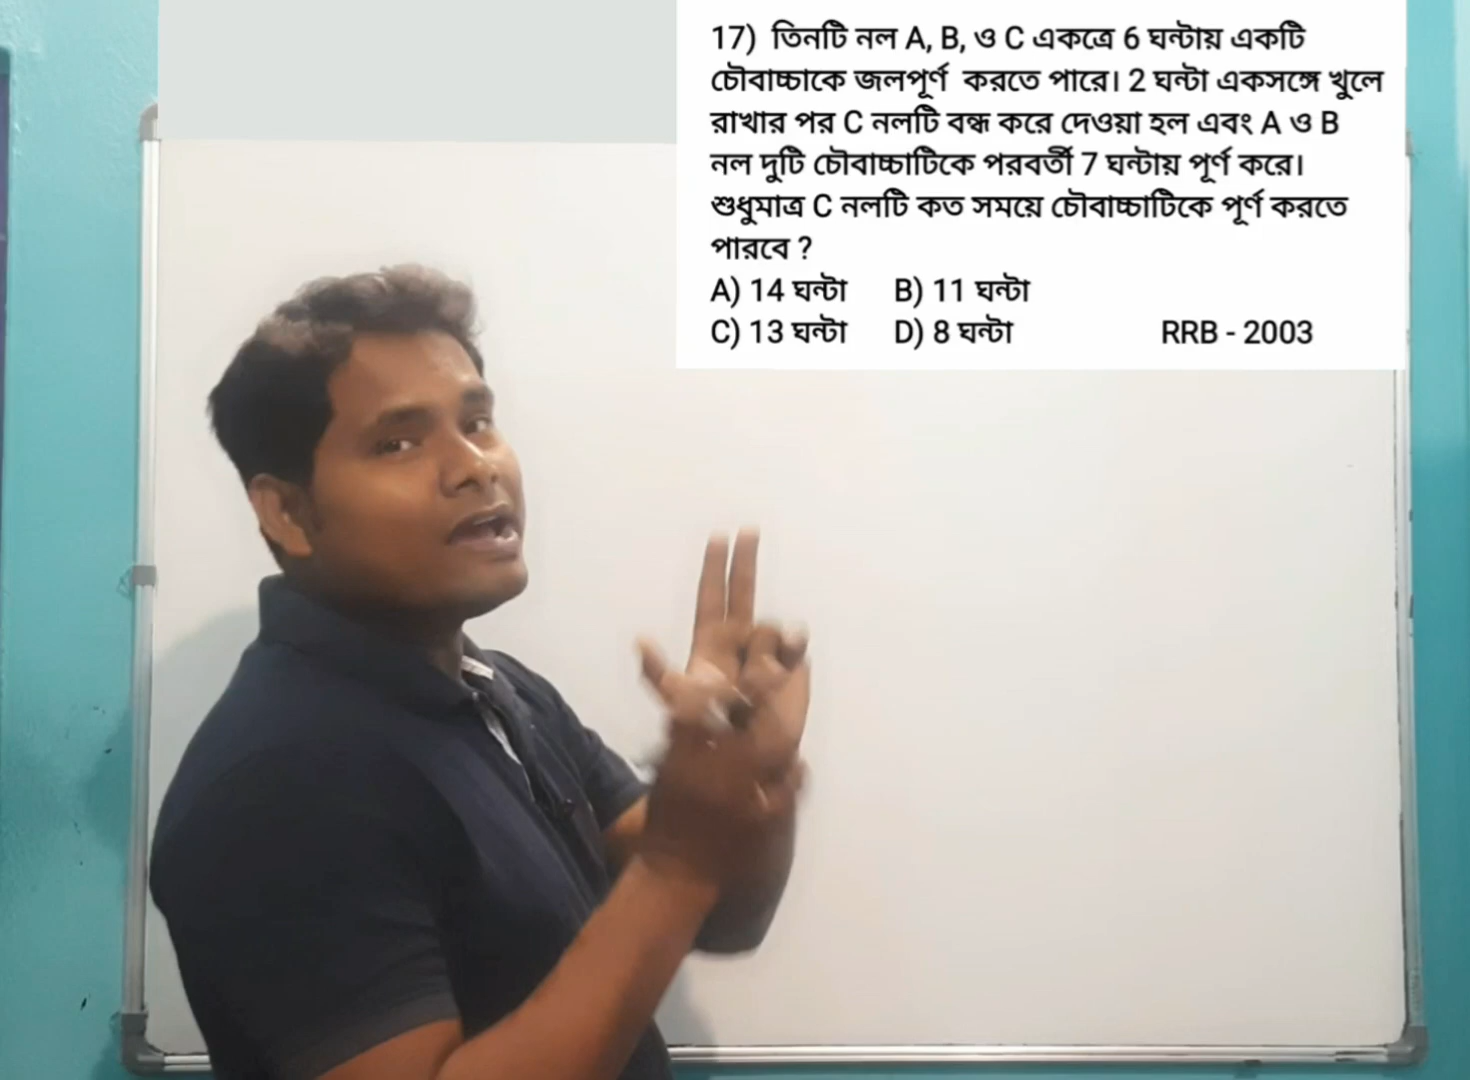 17) তিনটি নল A, B, ও C একত্রে 6 ঘন্টায় একটি
চৌবাচ্চাকে জলপূর্ণ করতে পারে। 2 ঘন্টা একসঙ্গে খুলে
রাখার পর C নলটি বন্ধ করে দেওয়া হল এবং A ও B
নল দুটি চৌবাচ্চাটিকে পরবর্তী 7 ঘন্টায় পূর্ণ করে।
শুধুমাত্র C নলটি কত সময়ে চৌবাচ্চাটিকে পূর্ণ করতে
পারবে ?
A) 14 ঘন্টা B) 11 ঘন্টা
C) 13 ঘন্টা D) 8 ঘন্টা RRB - 2003